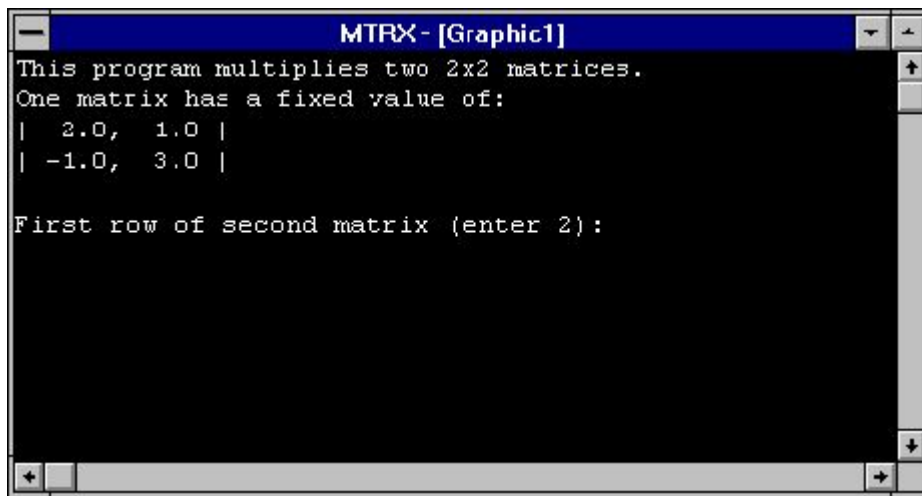 MTRX - [Graphic1]
This program multiplies two 2x2 matrices.
One matrix has a fixed value of:
|  2.0,  1.0 |
| -1.0,  3.0 |
First row of second matrix (enter 2):